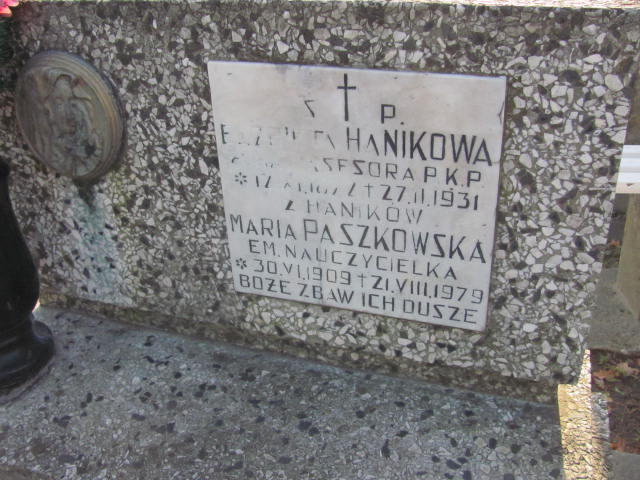 Ś † P.
HANIKOWA
ASESORA P.K.P.
† 27.II.1931
Z HANIKÓW
MARIA PASZKOWSKA
EM. NAUCZYCIELKA
* 30.VI.1909 † 21.VIII.1979
BOŻE ZBAW ICH DUSZE